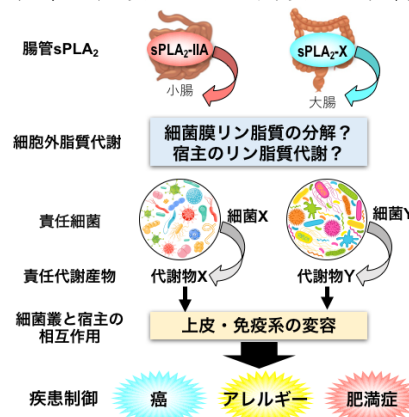 腸管sPLA₂
sPLA₂-IIA
sPLA₂-X
小腸
大腸
細胞外脂質代謝
細菌膜リン脂質の分解？
宿主のリン脂質代謝？
責任細菌
細菌X
細菌Y
責任代謝産物
代謝物X
代謝物Y
細菌叢と宿主の
相互作用
上皮・免疫系の変容
疾患制御
癌
アレルギー
肥満症